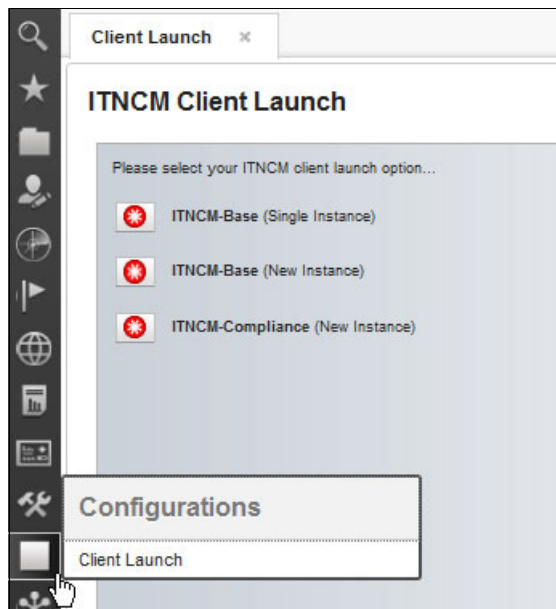 Client Launch
ITNCM Client Launch
Please select your ITNCM client launch option...
ITNCM-Base (Single Instance)
ITNCM-Base (New Instance)
ITNCM-Compliance (New Instance)
Configurations
Client Launch